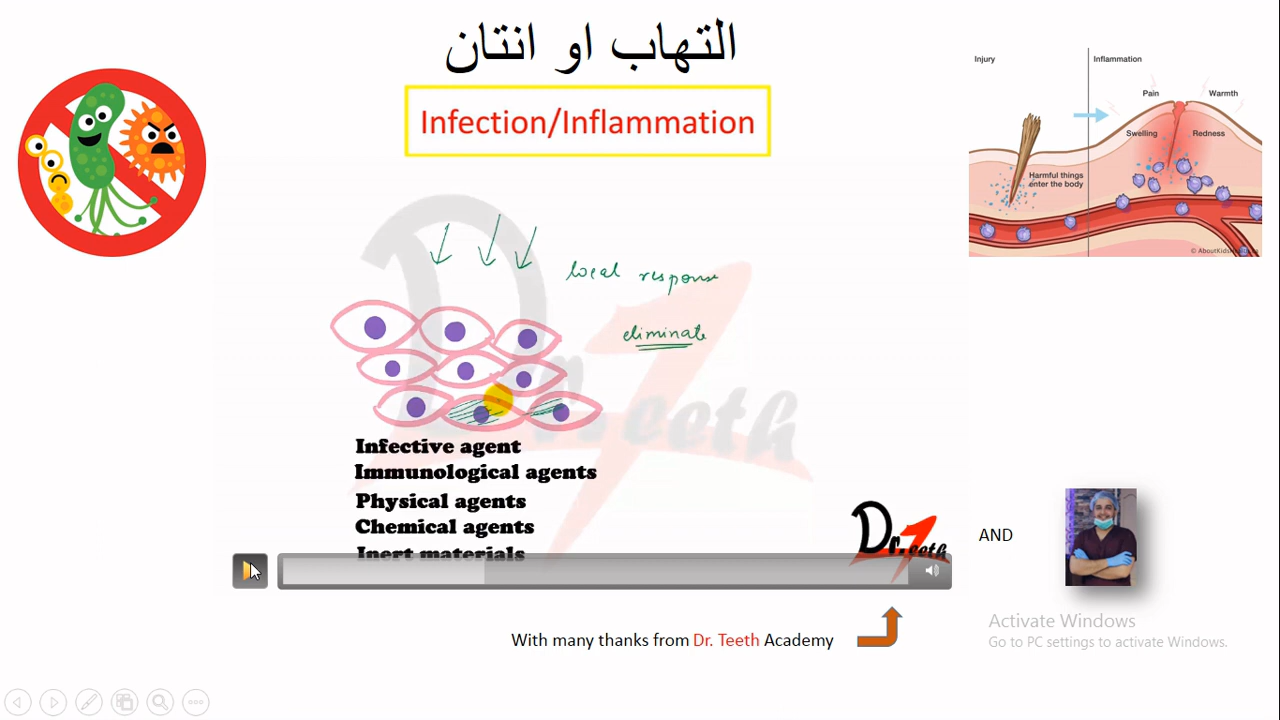 التهاب او انتان
Infection/Inflammation
Injury
Inflammation
Pain
Warmth
Swelling
Redness
Harmful things
enter the body
local response
eliminate
Infective agent
Immunological agents
Physical agents
Chemical agents
Inert materials
Dr. Teeth
AND
With many thanks from Dr. Teeth Academy
Activate Windows
Go to PC settings to activate Windows.